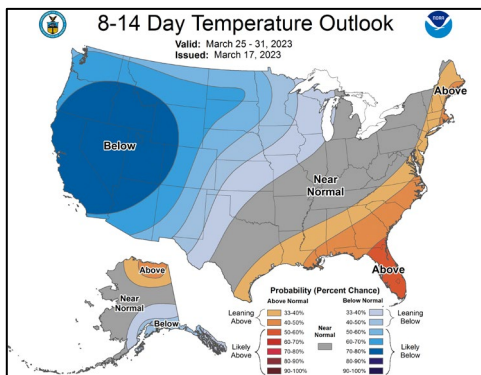 8-14 Day Temperature Outlook
Valid: March 25 - 31, 2023
Issued: March 17, 2023
Above
Below
Near
Normal
Above
Above
Near
Normal
Below
Probability (Percent Chance)
Above Normal
Below Normal
Leaning
Above
33-40%
40-50%
Likely
Above
50-60%
60-70%
70-80%
80-90%
90-100%
Near
Normal
33-40%
40-50%
Leaning
Below
50-60%
60-70%
70-80%
80-90%
90-100%
Likely
Below